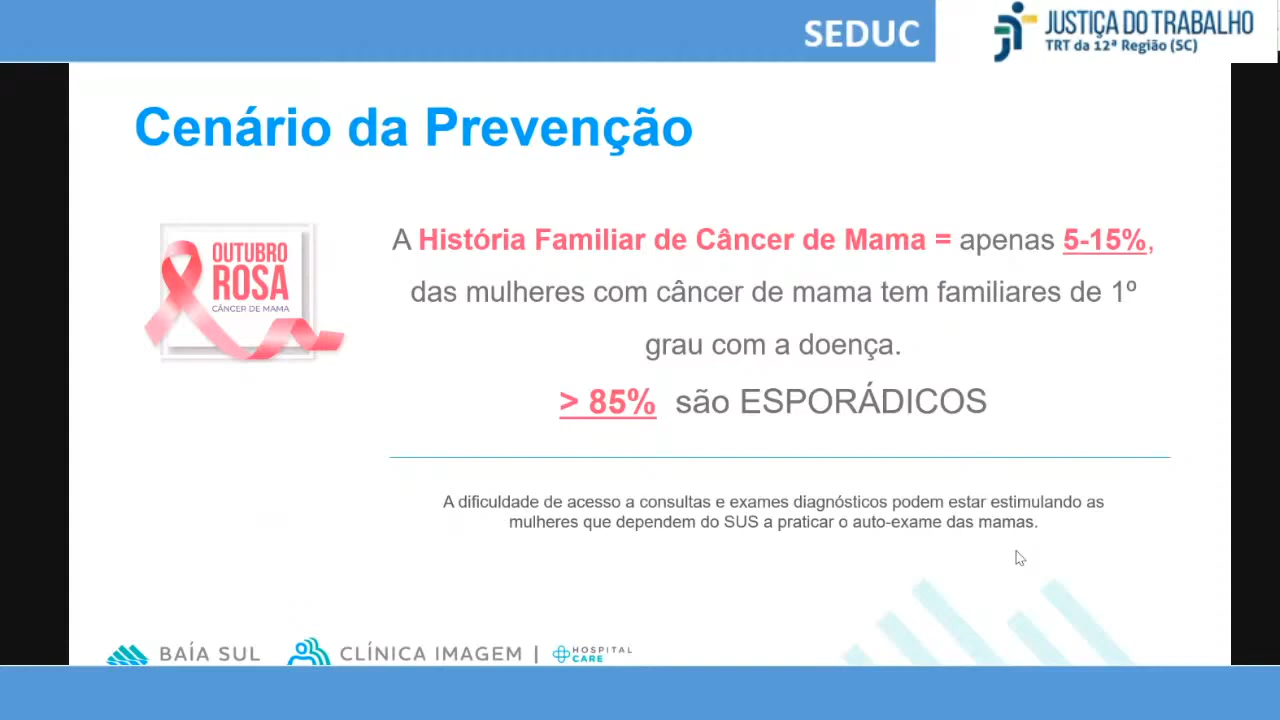 SEDUC
JUSTIÇA DO TRABALHO
TRT da 12ª Região (SC)
Cenário da Prevenção
OUTUBRO
ROSA
CÂNCER DE MAMA
A História Familiar de Câncer de Mama = apenas 5-15%,
das mulheres com câncer de mama tem familiares de 1º
grau com a doença.
> 85% são ESPORÁDICOS
A dificuldade de acesso a consultas e exames diagnósticos podem estar estimulando as
mulheres que dependem do SUS a praticar o auto-exame das mamas.
BAÍA SUL
CLÍNICA IMAGEM |
HOSPITAL
CARE